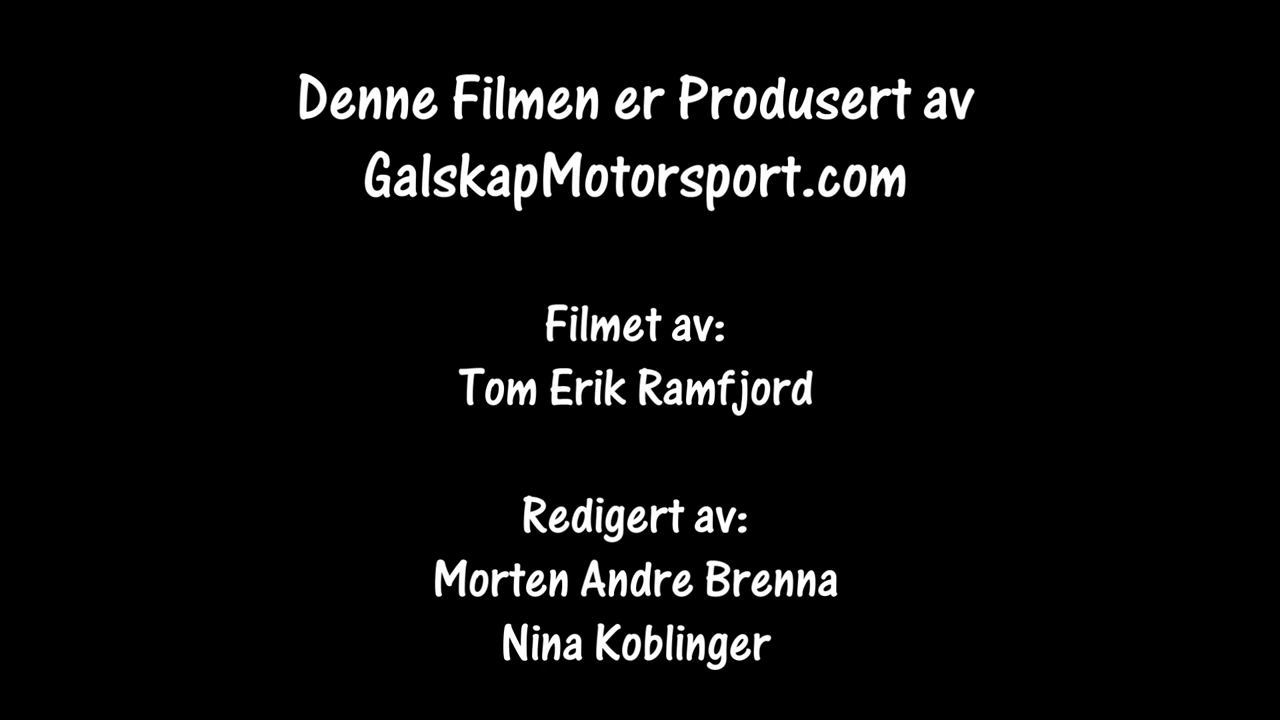 Denne Filmen er Produsert av
GalskapMotorsport.com
Filmet av:
Tom Erik Ramfjord
Redigert av:
Morten Andre Brenna
Nina Koblinger